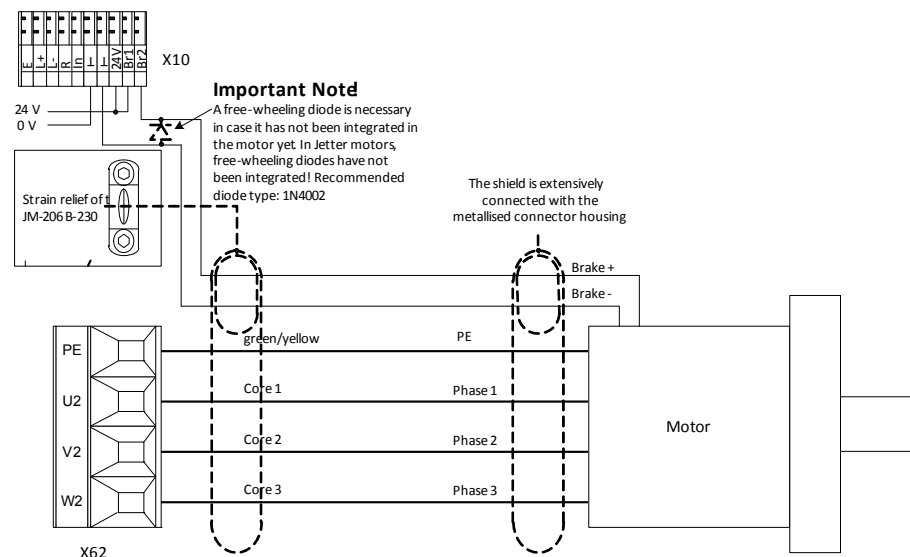 E
L+
L-
R
In
⊥
⊥
24V
Br1
Br2
X10
24 V
0 V
Important Note!
A free-wheeling diode is necessary
in case it has not been integrated in
the motor yet. In Jetter motors,
free-wheeling diodes have not
been integrated! Recommended
diode type: 1N4002
Strain relief of t
JM-206B-230
The shield is extensively
connected with the
metallised connector housing
Brake +
Brake -
green/yellow
PE
PE
Core 1
Phase 1
U2
Core 2
Phase 2
V2
Motor
Core 3
Phase 3
W2
X62